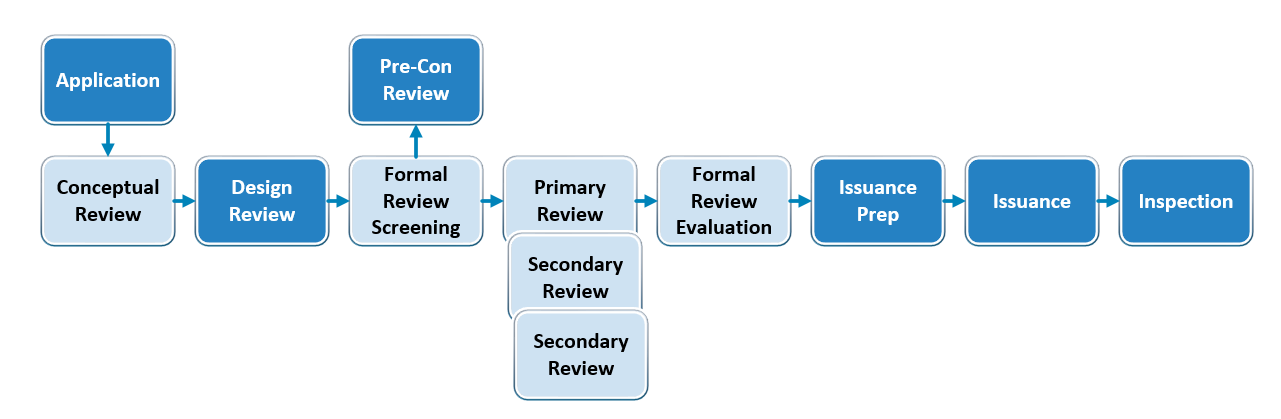 Application
Pre-Con
Review
Conceptual
Review
Design
Review
Formal
Review
Screening
Primary
Review
Secondary
Review
Secondary
Review
Formal
Review
Evaluation
Issuance
Prep
Issuance
Inspection